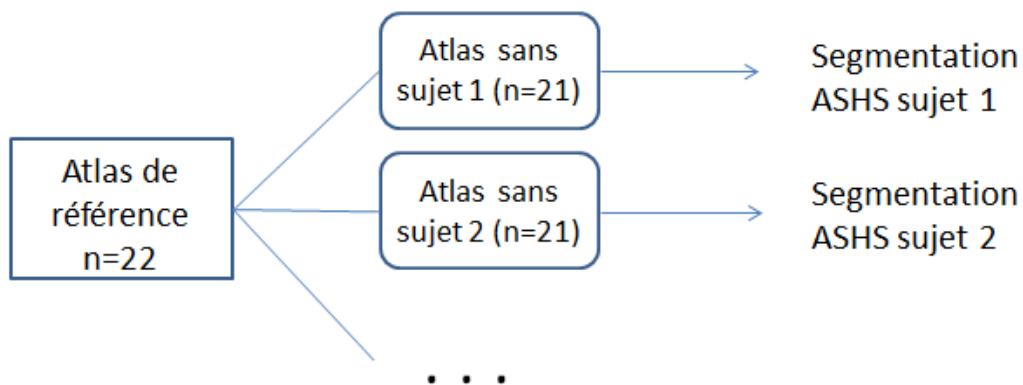 Atlas de
référence
n=22
Atlas sans
sujet 1 (n=21)
Segmentation
ASHS sujet 1
Atlas sans
sujet 2 (n=21)
Segmentation
ASHS sujet 2
. . .